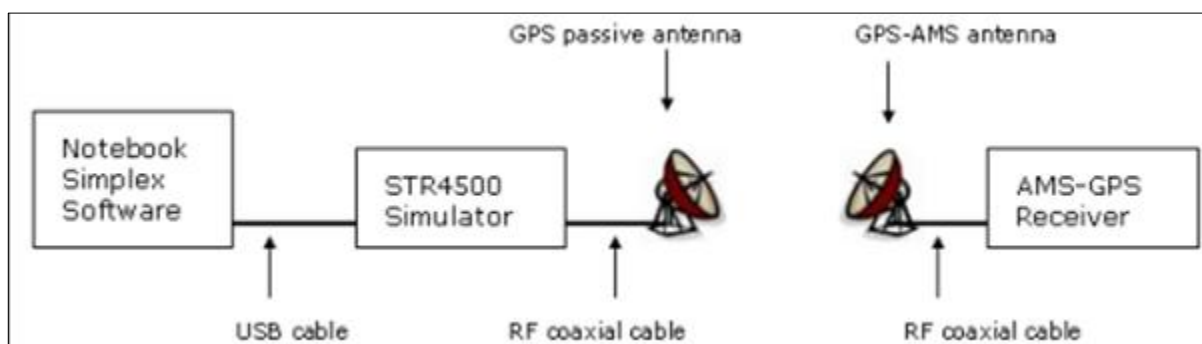 GPS passive antenna
GPS-AMS antenna
Notebook
Simplex
Software
STR4500
Simulator
AMS-GPS
Receiver
USB cable
RF coaxial cable
RF coaxial cable